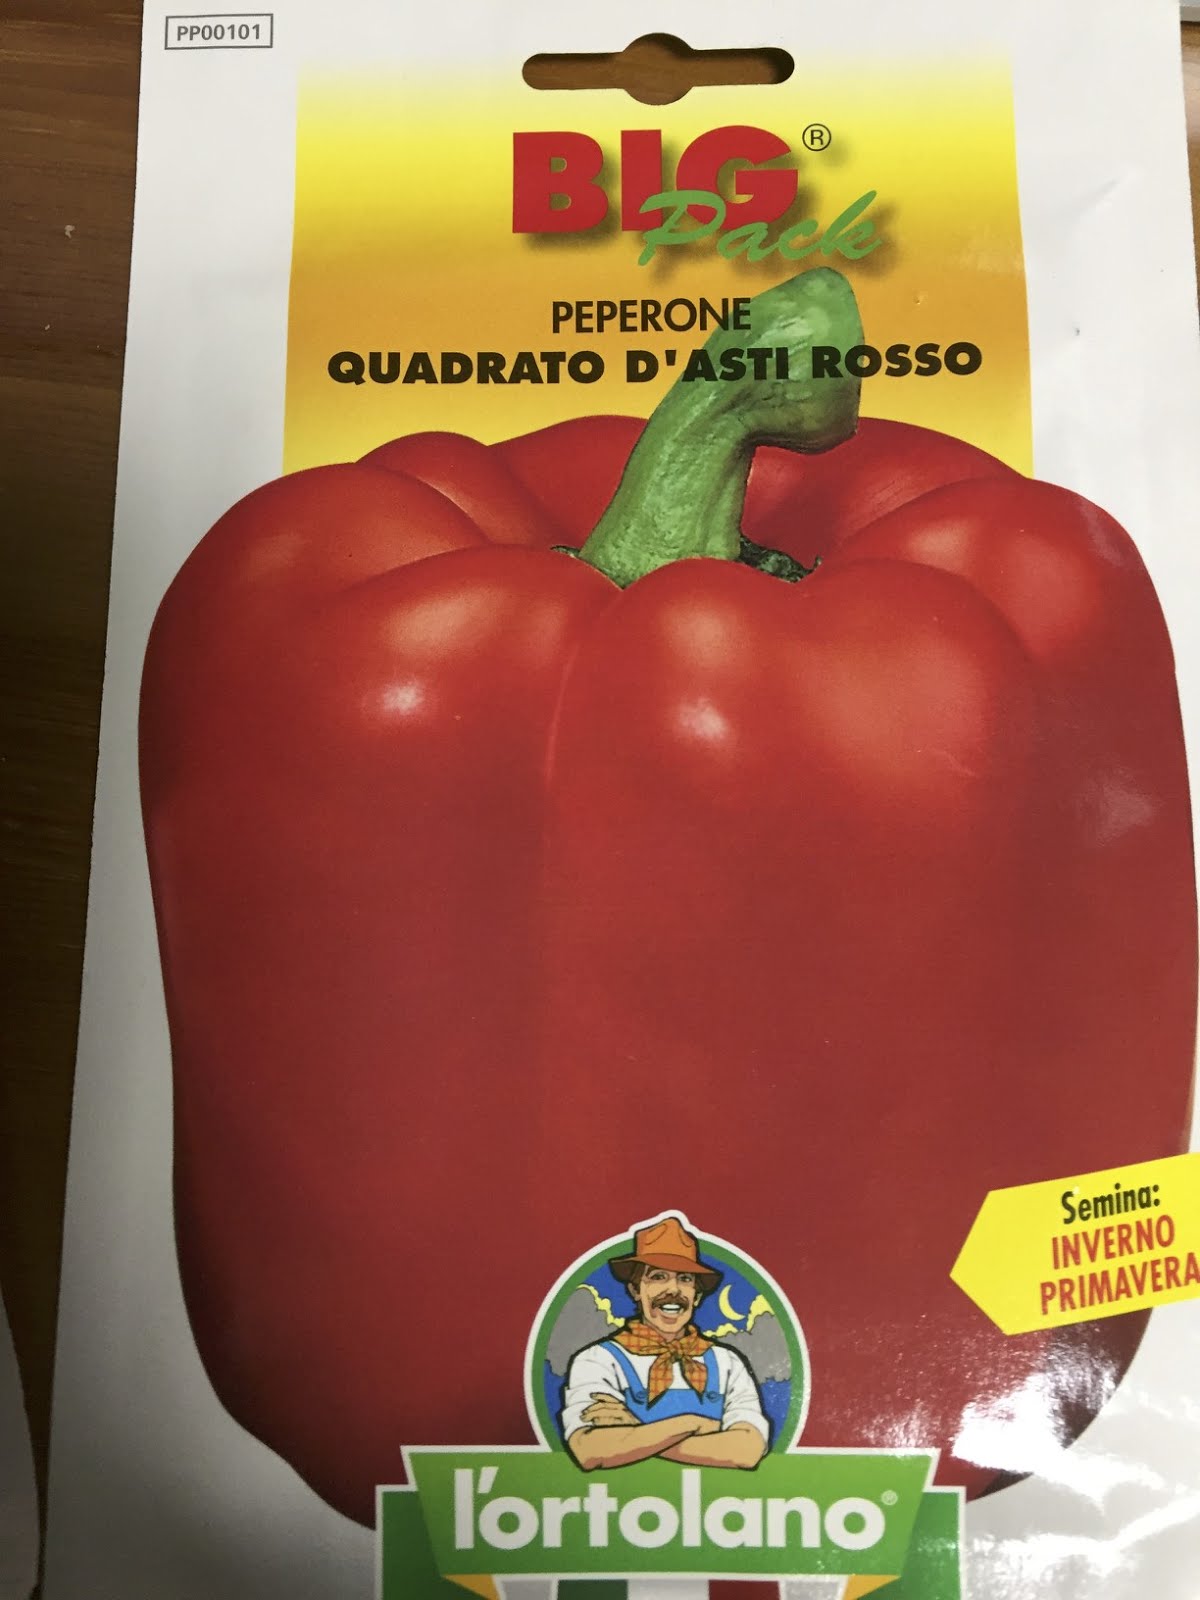 PP00101
BIG®
Pack
PEPERONE
QUADRATO D'ASTI ROSSO
Semina:
INVERNO
PRIMAVERA
l'ortolano®